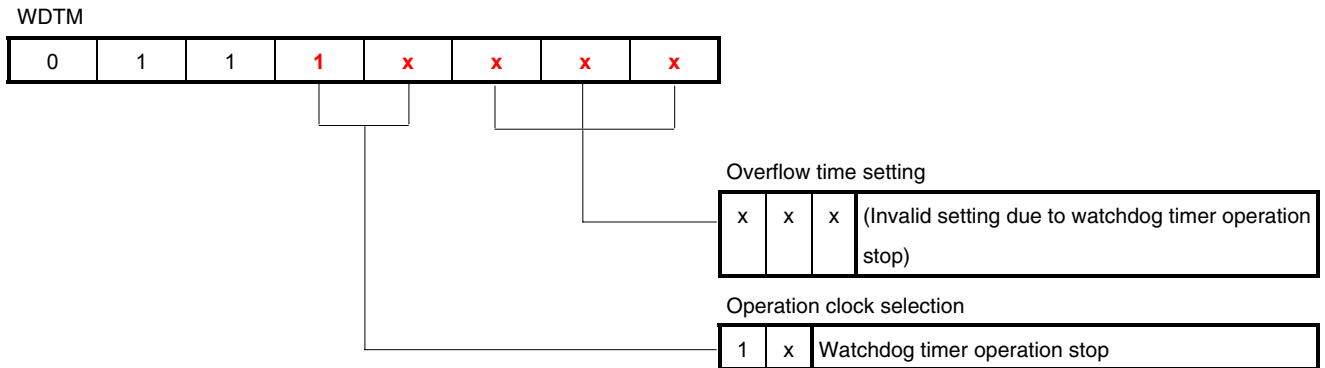 WDTM
0 1 1 1 x x x x
Overflow time setting
x x x (Invalid setting due to watchdog timer operation
stop)
Operation clock selection
1 x Watchdog timer operation stop